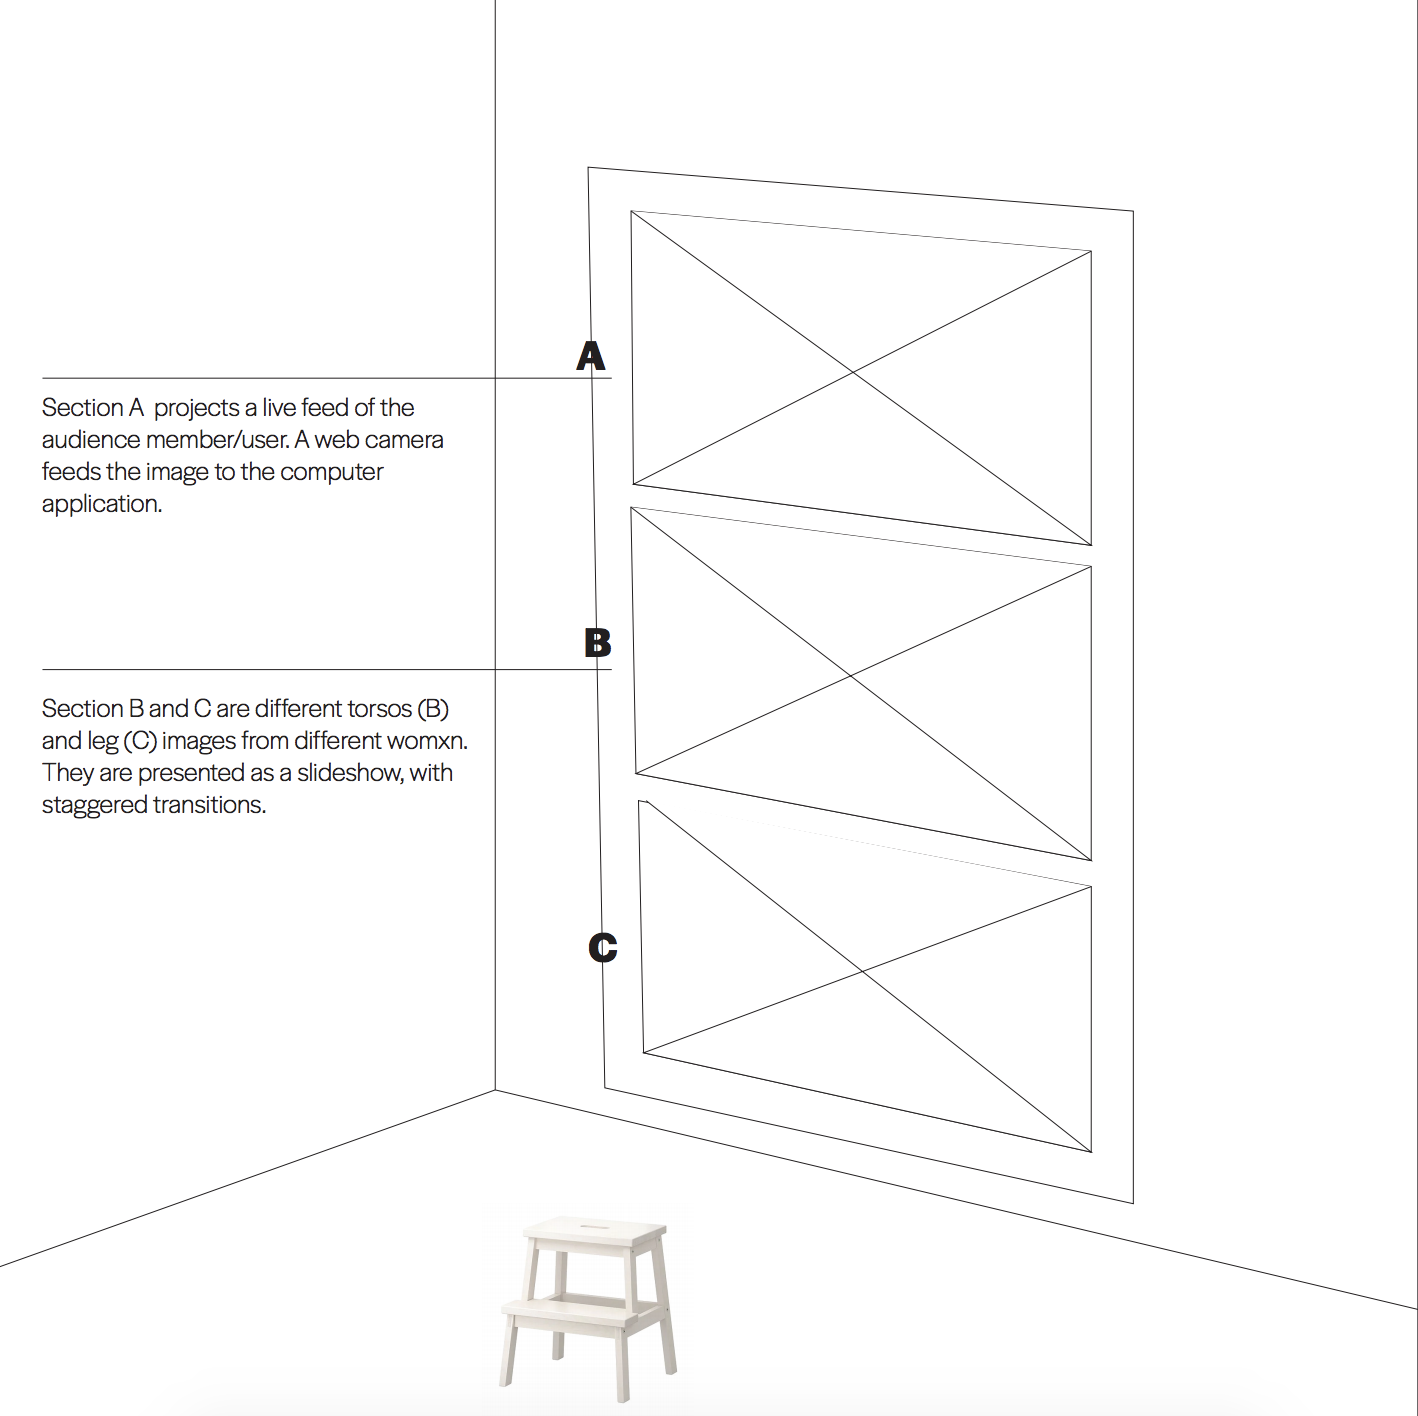 A
Section A projects a live feed of the
audience member/user. A web camera
feeds the image to the computer
application.
B
Section B and C are different torsos (B)
and leg (C) images from different womxn.
They are presented as a slideshow, with
staggered transitions.
C